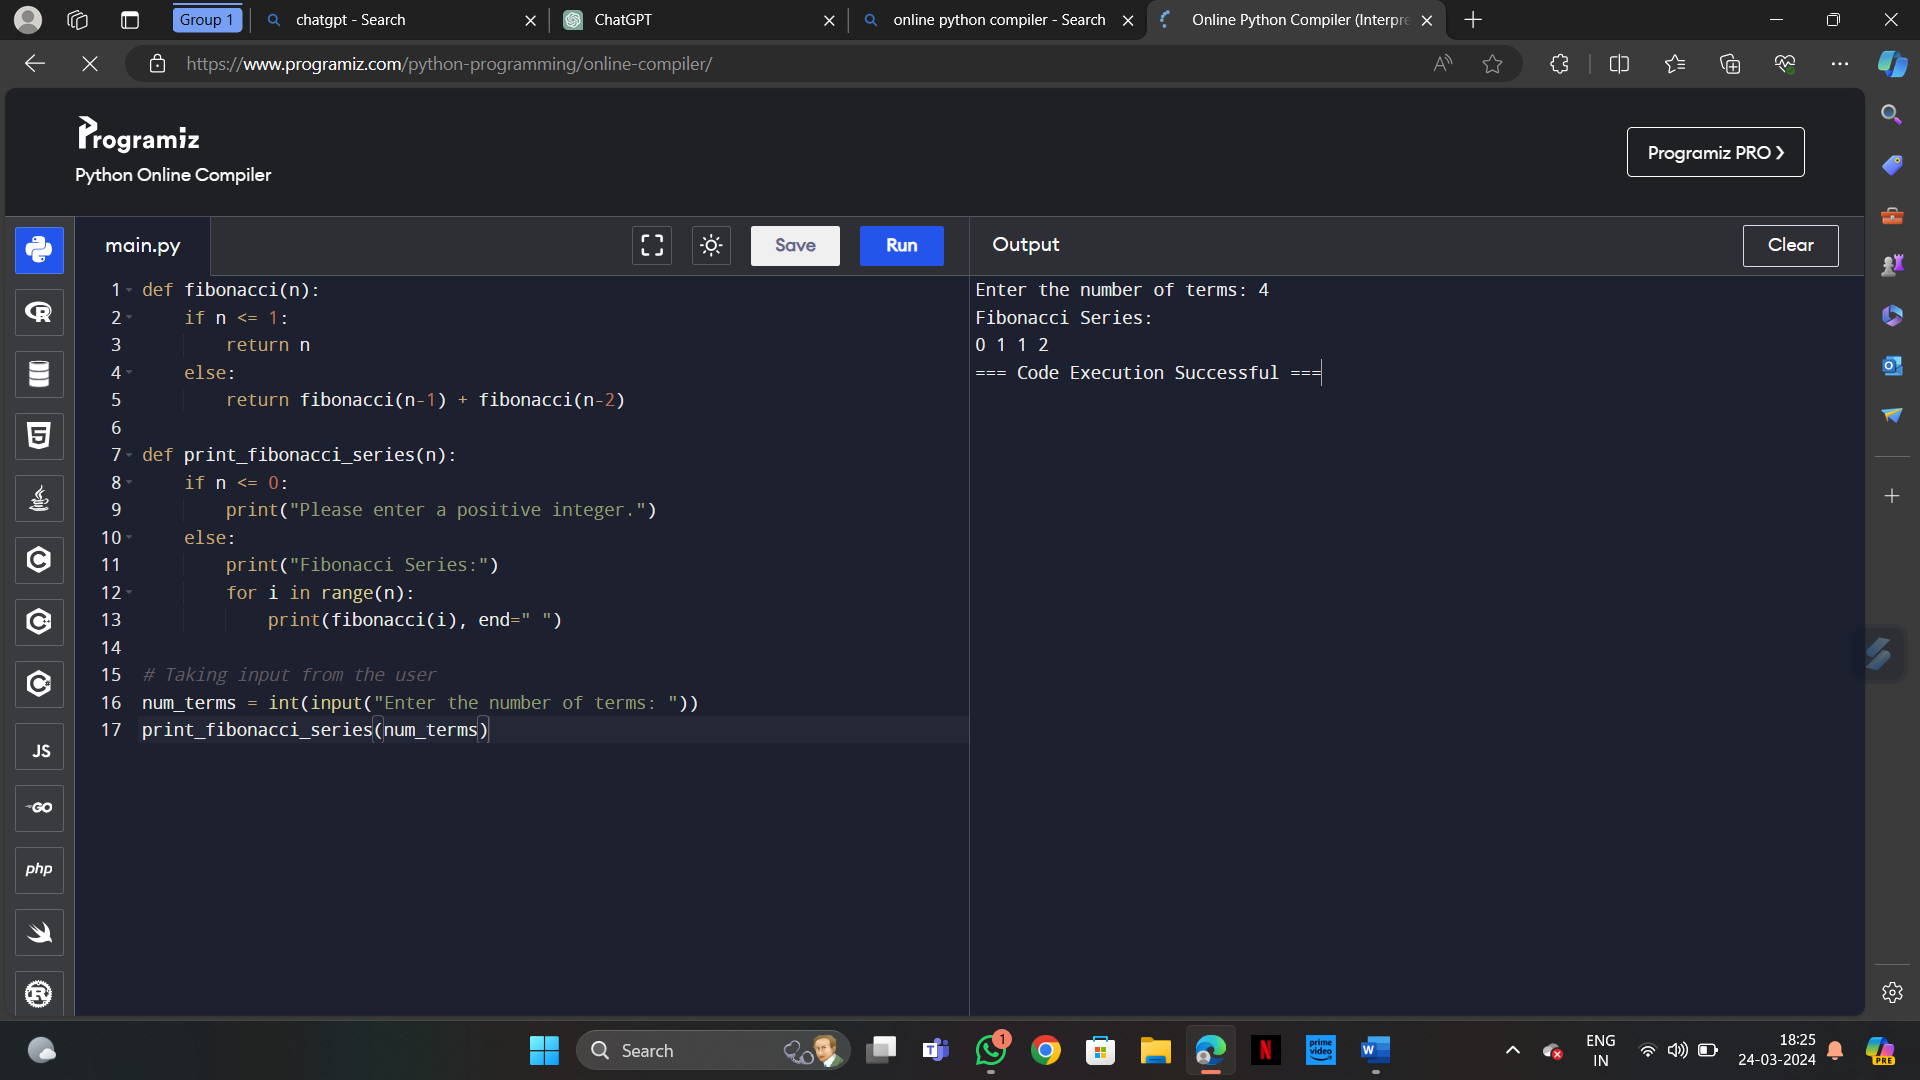 Group 1
chatgpt - Search
ChatGPT
online python compiler - Search
Online Python Compiler (Interpre
https://www.programiz.com/python-programming/online-compiler/
Programiz
Python Online Compiler
Programiz PRO ❯
main.py
Save
Run
Output
Clear
1 def fibonacci(n):
2     if n <= 1:
3         return n
4     else:
5         return fibonacci(n-1) + fibonacci(n-2)
6
7 def print_fibonacci_series(n):
8     if n <= 0:
9         print("Please enter a positive integer.")
10     else:
11         print("Fibonacci Series:")
12         for i in range(n):
13             print(fibonacci(i), end=" ")
14
15 # Taking input from the user
16 num_terms = int(input("Enter the number of terms: "))
17 print_fibonacci_series(num_terms)
Enter the number of terms: 4
Fibonacci Series:
0 1 1 2
=== Code Execution Successful ===
R
5
C
C
C
JS
GO
php
R
Search
T
1
N
prime video
W
ENG
IN
18:25
24-03-2024
PRE